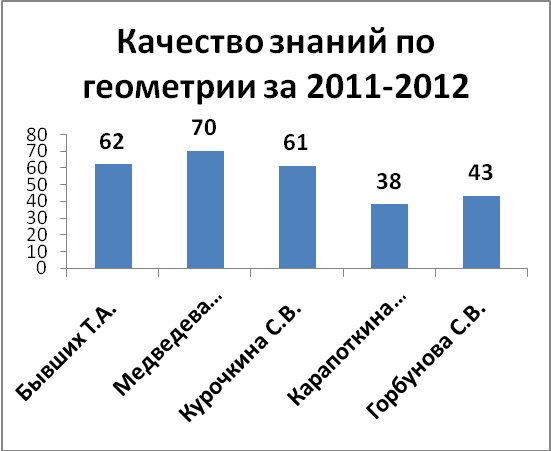 Качество знаний по
геометрии за 2011-2012
80
70
60
50
40
30
20
10
0
62
70
61
38
43
Бывших Т.А.
Медведева...
Курочкина С.В.
Карапоткина...
Горбунова С.В.